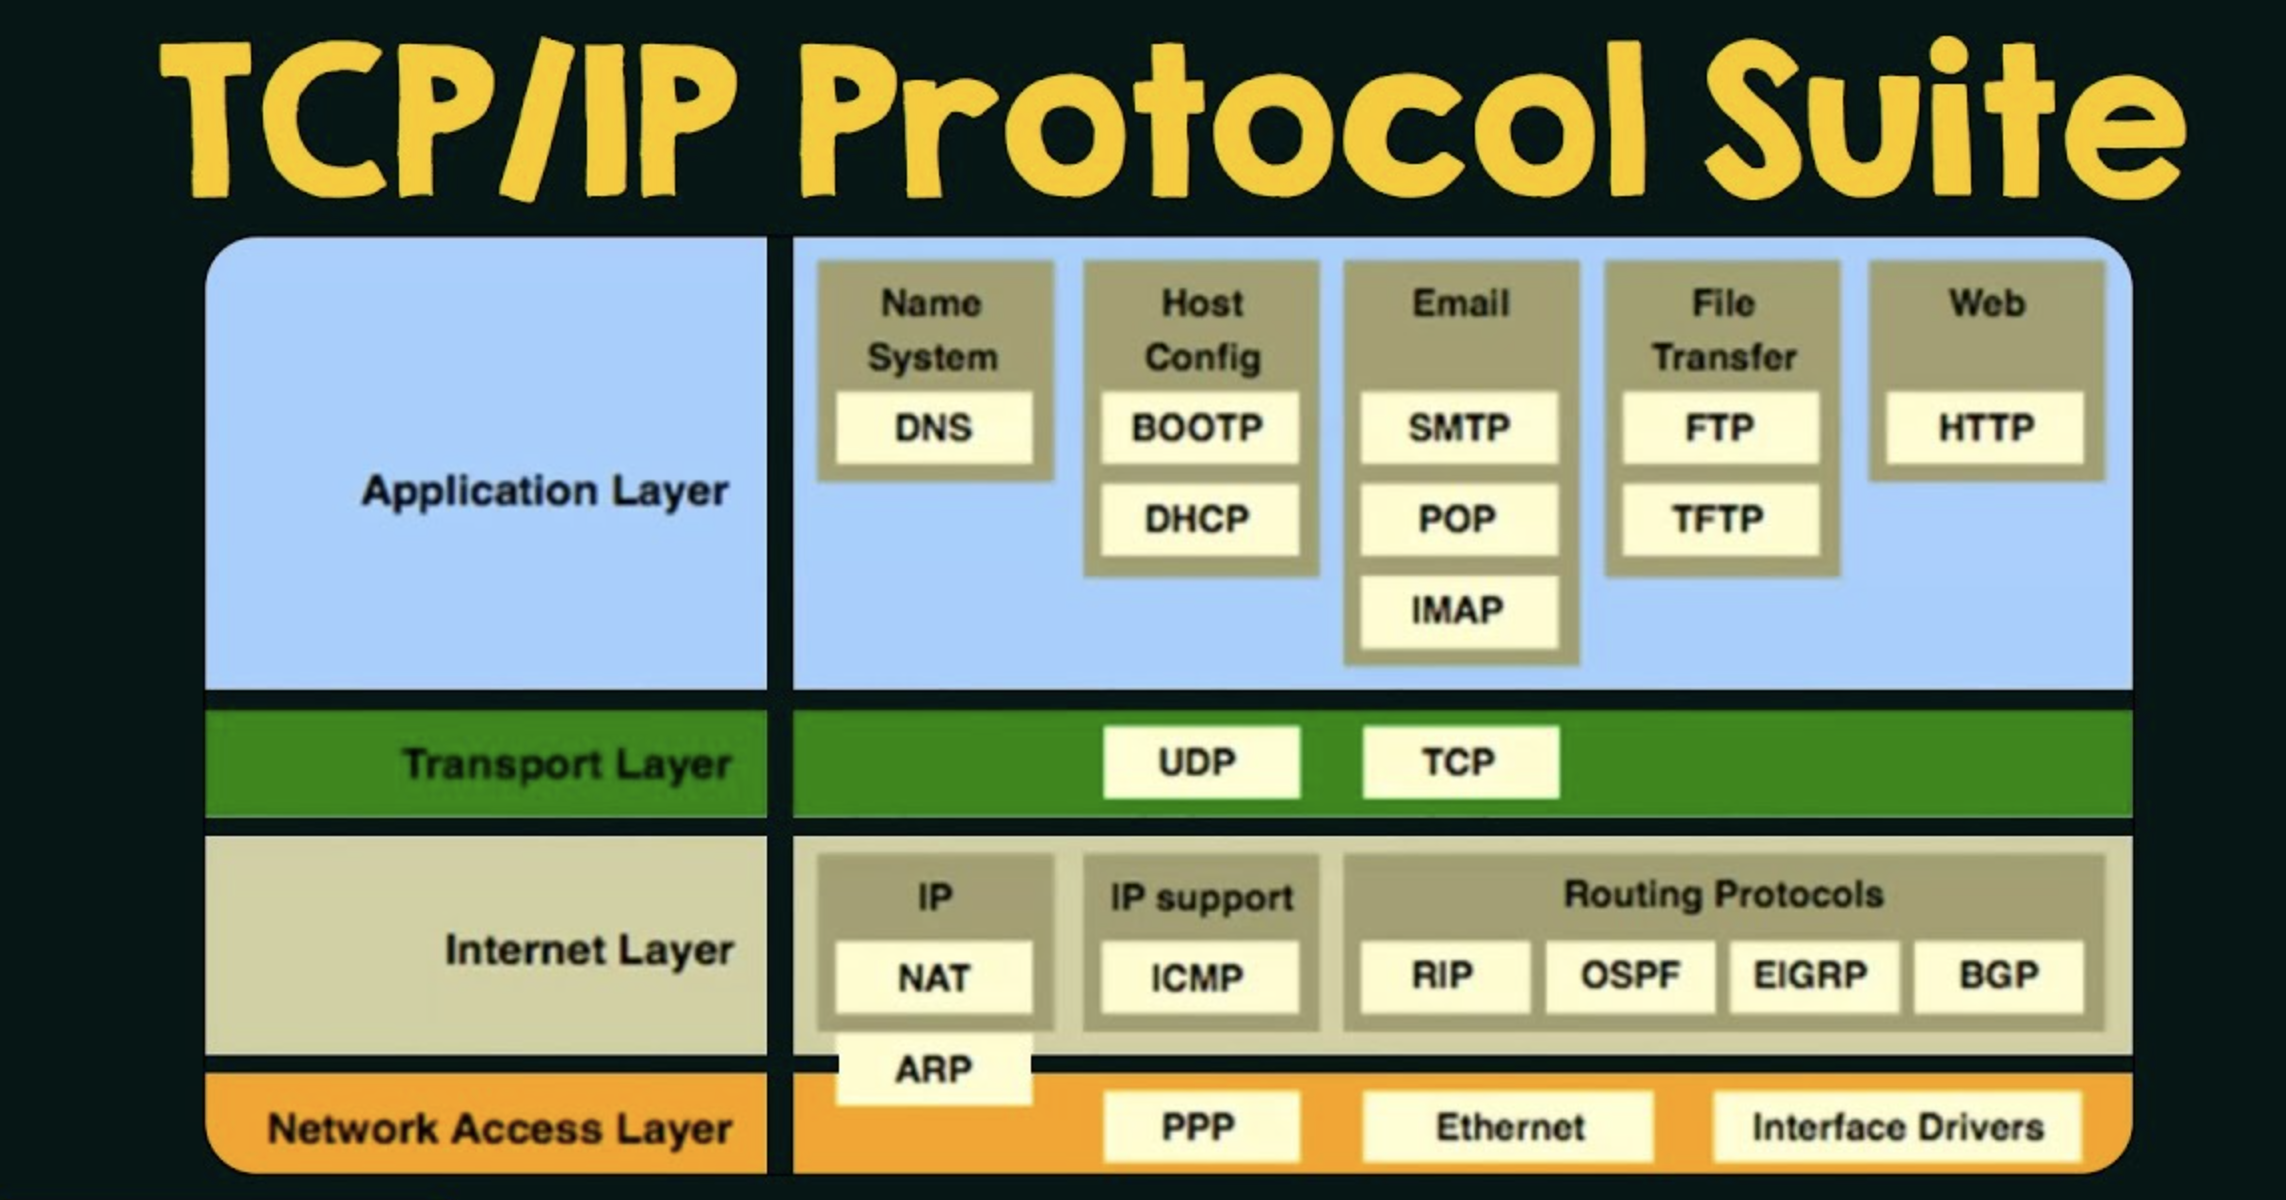 TCP/IP Protocol Suite
Application Layer
Name
System
DNS
Host
Config
BOOTP
DHCP
Email
SMTP
POP
IMAP
File
Transfer
FTP
TFTP
Web
HTTP
Transport Layer
UDP
TCP
Internet Layer
IP
NAT
ARP
IP support
ICMP
Routing Protocols
RIP
OSPF
EIGRP
BGP
Network Access Layer
PPP
Ethernet
Interface Drivers